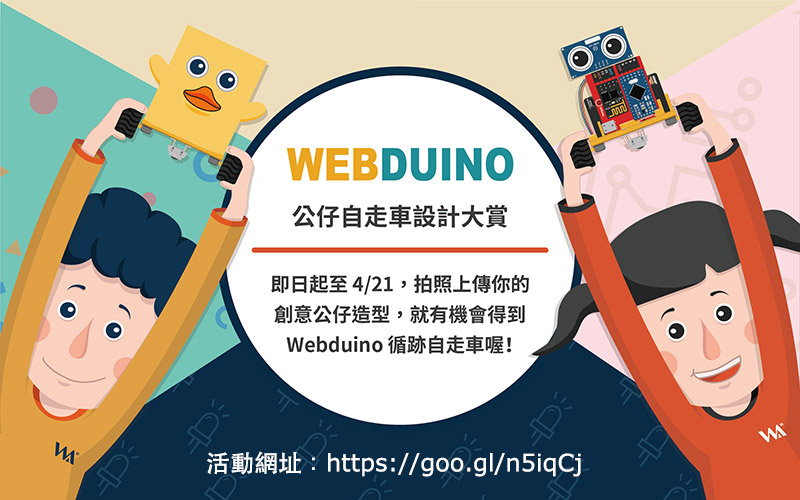 WEBDUINO
公仔自走車設計大賞
即日起至 4/21，拍照上傳你的
創意公仔造型，就有機會得到
Webduino 循跡自走車喔！
活動網址：https://goo.gl/n5iqCj